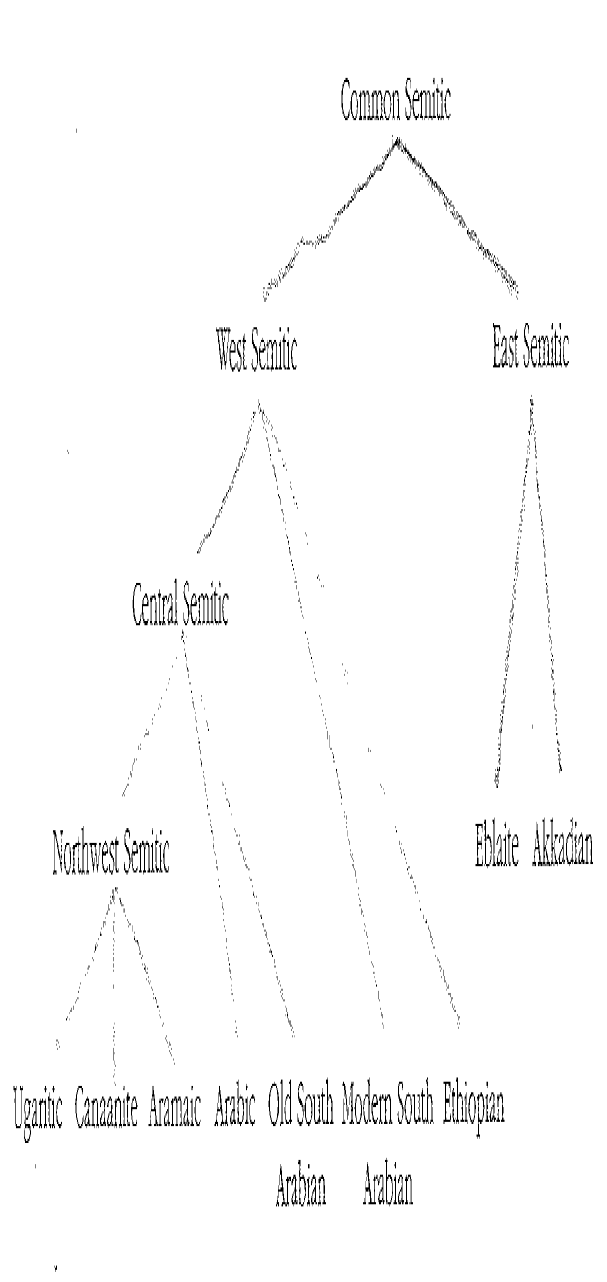 Common Semitic
West Semitic East Semitic
Central Semitic
Northwest Semitic
Eblaite Akkadian
Ugaritic Canaanite Aramaic Arabic Old South Modern South Ethiopian
Arabian Arabian